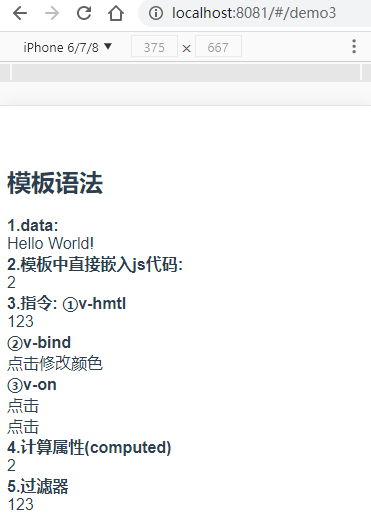 localhost:8081/#/demo3
iPhone 6/7/8 ▼ 375 × 667
模板语法
1.data:
Hello World!
2.模板中直接嵌入js代码:
2
3.指令: ①v-hmtl
123
②v-bind
点击修改颜色
③v-on
点击
点击
4.计算属性(computed)
2
5.过滤器
123